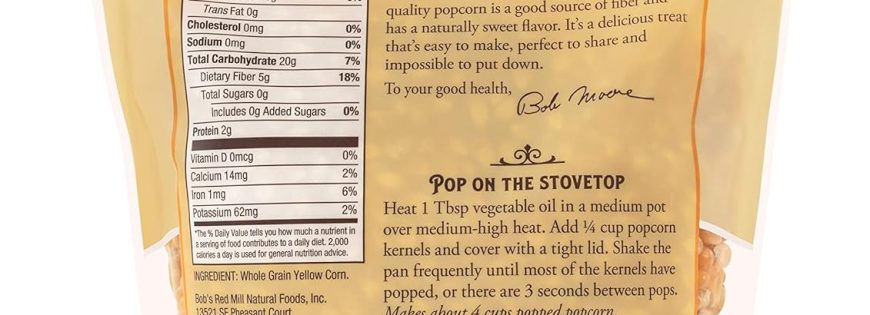 Trans Fat 0g
Cholesterol 0mg 0%
Sodium 0mg 0%
Total Carbohydrate 20g 7%
Dietary Fiber 5g 18%
Total Sugars 0g
Includes 0g Added Sugars 0%
Protein 2g
Vitamin D 0mcg 0%
Calcium 14mg 2%
Iron 1mg 6%
Potassium 62mg 2%
*The % Daily Value tells you how much a nutrient in
a serving of food contributes to a daily diet. 2,000
calories a day is used for general nutrition advice.
INGREDIENT: Whole Grain Yellow Corn.
Bob's Red Mill Natural Foods, Inc.
13521 SE Pheasant Court
quality popcorn is a good source of fiber and
has a naturally sweet flavor. It's a delicious treat
that's easy to make, perfect to share and
impossible to put down.
To your good health,
Bob Moore
POP ON THE STOVETOP
Heat 1 Tbsp vegetable oil in a medium pot
over medium-high heat. Add ¼ cup popcorn
kernels and cover with a tight lid. Shake the
pan frequently until most of the kernels have
popped, or there are 3 seconds between pops.
Makes about 4 cups popped popcorn.